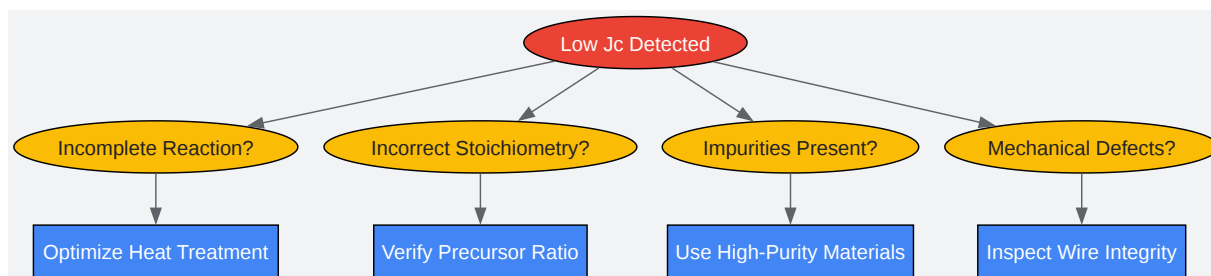 Low Jc Detected
Incomplete Reaction?
Incorrect Stoichiometry?
Impurities Present?
Mechanical Defects?
Optimize Heat Treatment
Verify Precursor Ratio
Use High-Purity Materials
Inspect Wire Integrity